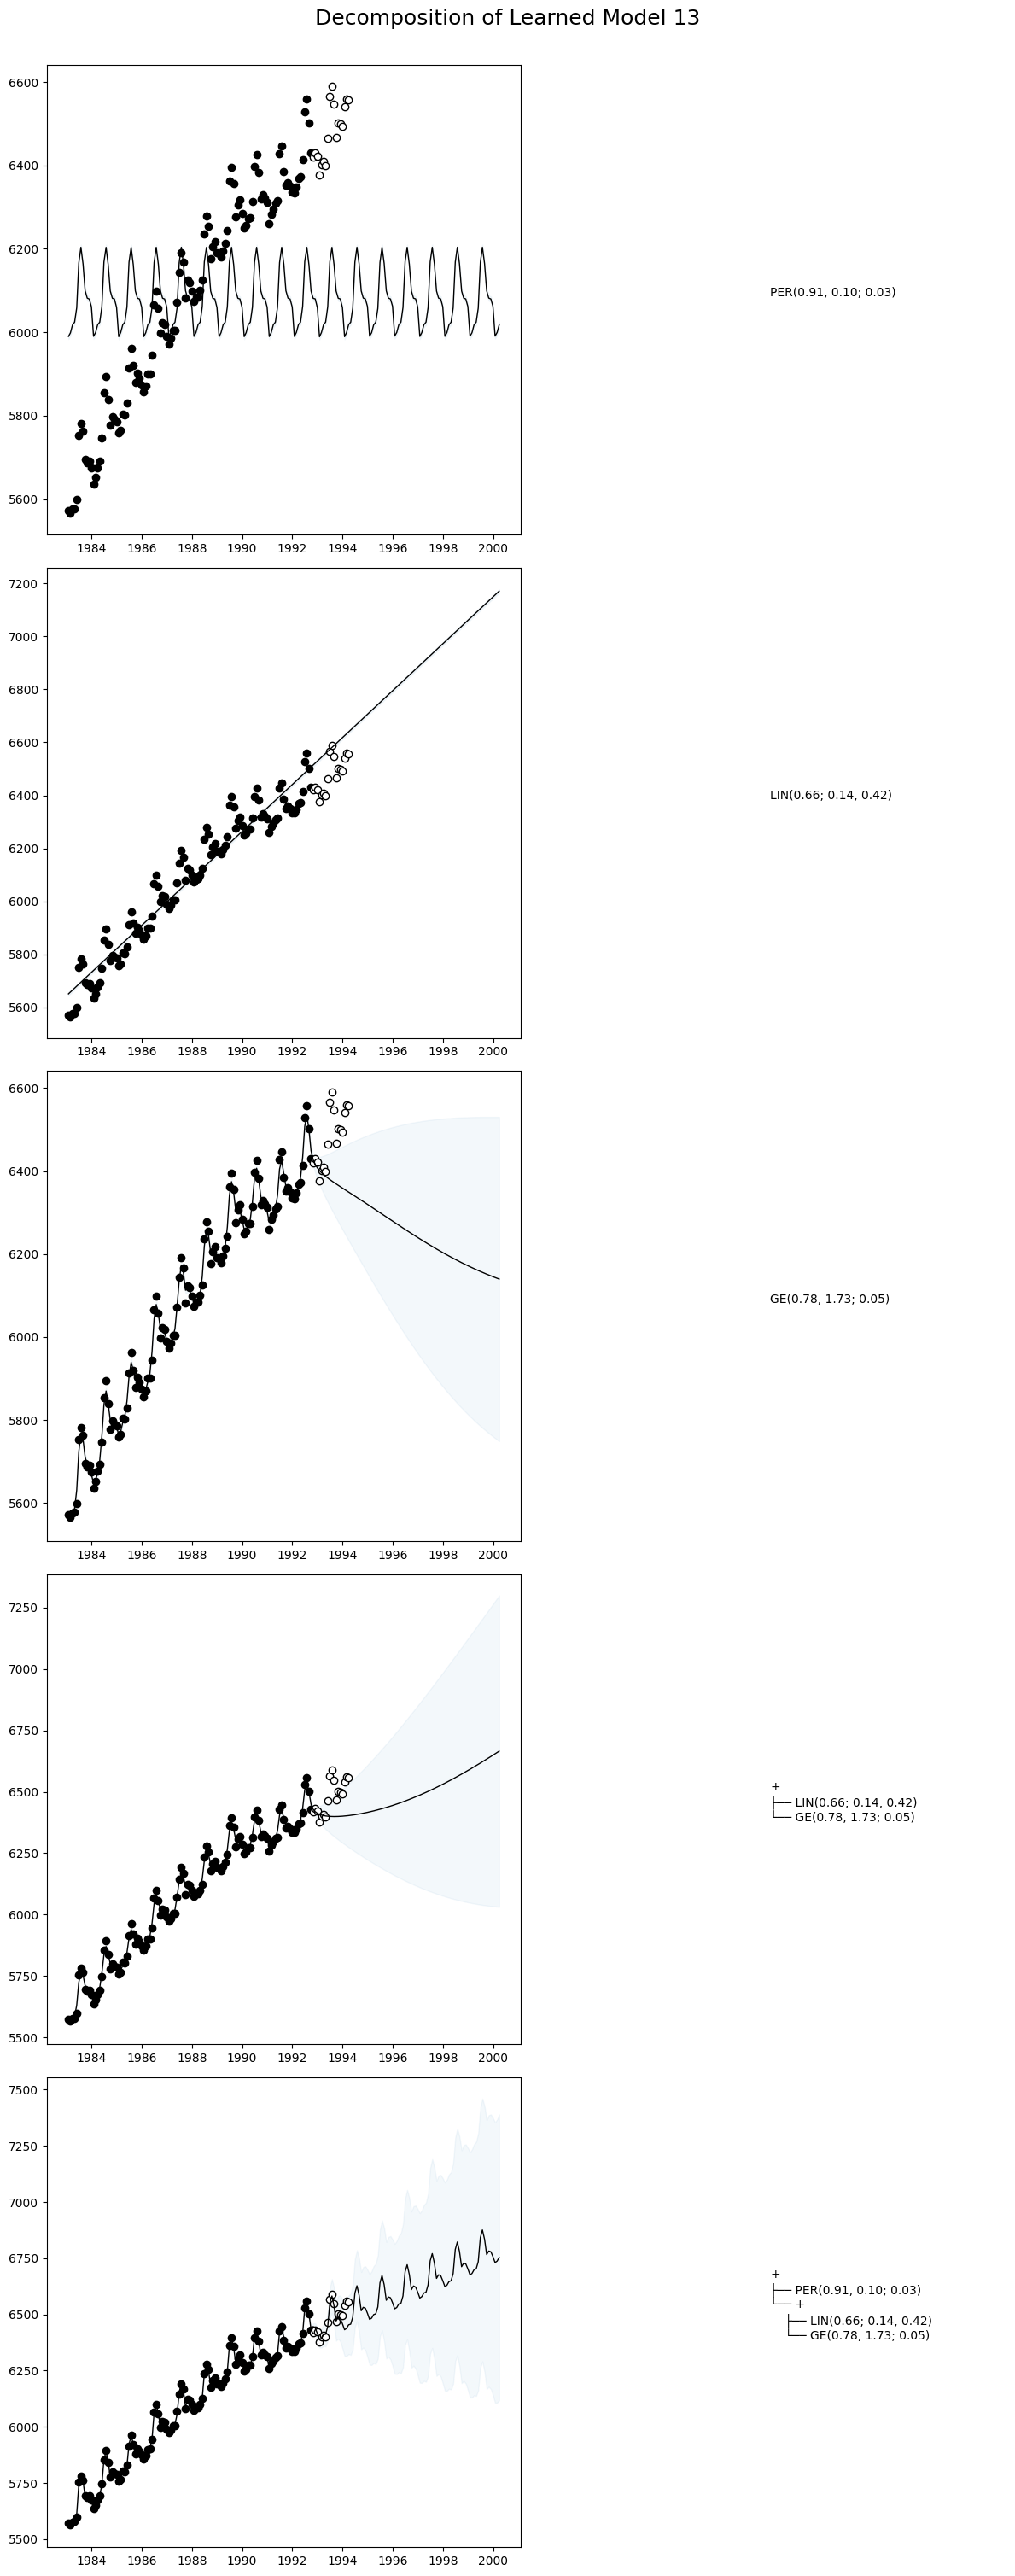 Decomposition of Learned Model 13
6600
6400
6200
6000
5800
5600
1984 1986 1988 1990 1992 1994 1996 1998 2000
PER(0.91, 0.10; 0.03)
7200
7000
6800
6600
6400
6200
6000
5800
5600
1984 1986 1988 1990 1992 1994 1996 1998 2000
LIN(0.66; 0.14, 0.42)
6600
6400
6200
6000
5800
5600
1984 1986 1988 1990 1992 1994 1996 1998 2000
GE(0.78, 1.73; 0.05)
7250
7000
6750
6500
6250
6000
5750
5500
1984 1986 1988 1990 1992 1994 1996 1998 2000
+
├── LIN(0.66; 0.14, 0.42)
└── GE(0.78, 1.73; 0.05)
7500
7250
7000
6750
6500
6250
6000
5750
5500
1984 1986 1988 1990 1992 1994 1996 1998 2000
+
├── PER(0.91, 0.10; 0.03)
└── +
├── LIN(0.66; 0.14, 0.42)
└── GE(0.78, 1.73; 0.05)